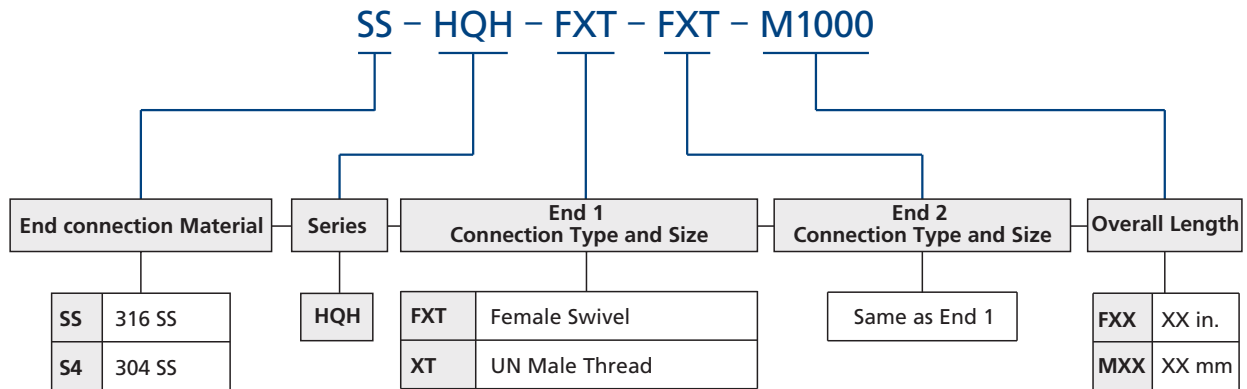 SS – HQH – FXT – FXT – M1000
End connection Material
Series
End 1
Connection Type and Size
End 2
Connection Type and Size
Overall Length
SS 316 SS
S4 304 SS
HQH
FXT Female Swivel
XT UN Male Thread
Same as End 1
FXX XX in.
MXX XX mm